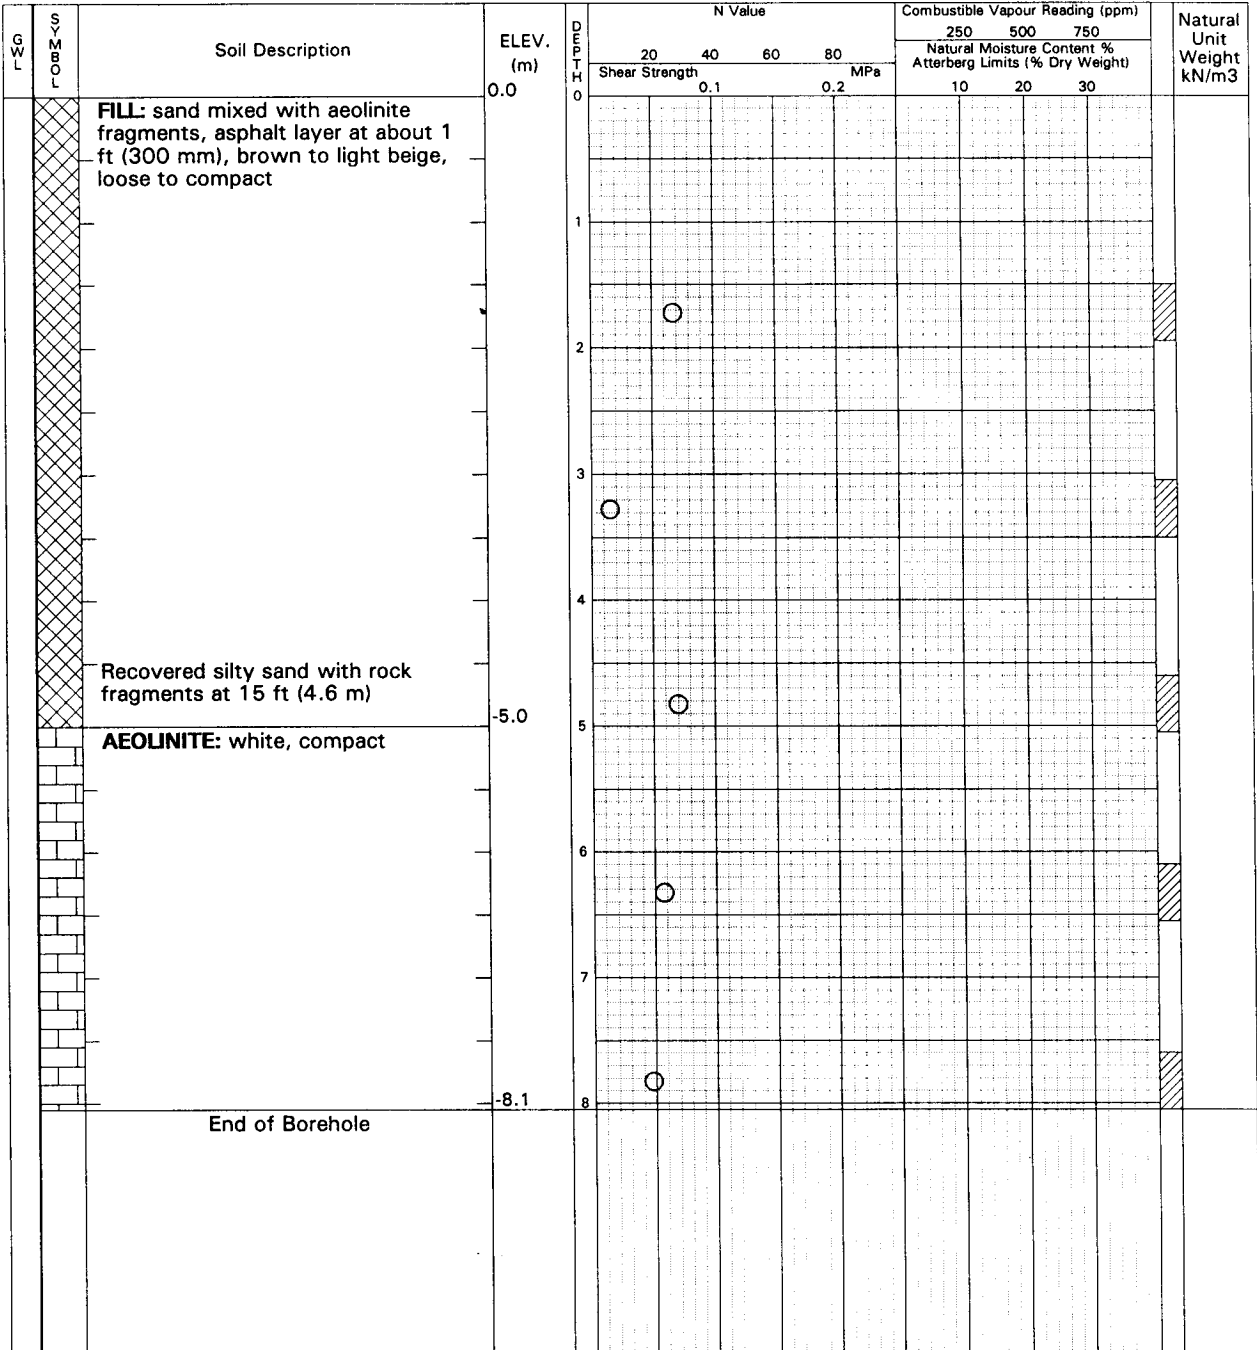 GWL
SYMBOL
Soil Description
ELEV.
(m)
DEPTH
N Value
20 40 60 80
Shear Strength MPa
0.1 0.2
Combustible Vapour Reading (ppm)
250 500 750
Natural Moisture Content %
Atterberg Limits (% Dry Weight)
10 20 30
Natural
Unit
Weight
kN/m3
0.0
0
FILL: sand mixed with aeolinite
fragments, asphalt layer at about 1
ft (300 mm), brown to light beige,
loose to compact
1
2
3
4
Recovered silty sand with rock
fragments at 15 ft (4.6 m)
-5.0
5
AEOLINITE: white, compact
6
7
-8.1
8
End of Borehole